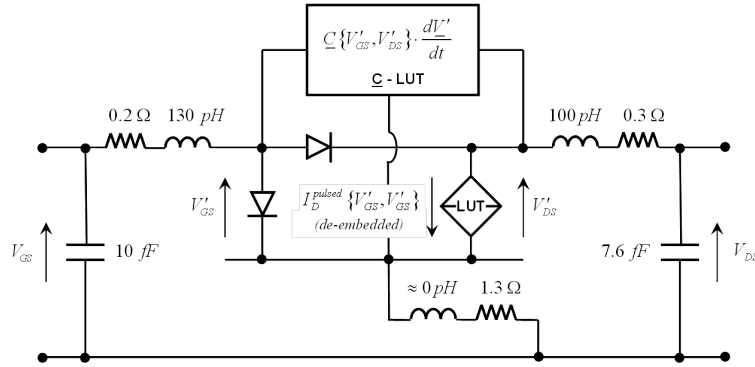 C{V'GS,V'DS}·dV'/dt
C - LUT
0.2 Ω
130 pH
100 pH
0.3 Ω
V'GS
I_D^pulsed {V'GS,V'GS}
(de-embedded)
LUT
V'DS
VGS
10 fF
7.6 fF
VDS
≈ 0 pH
1.3 Ω